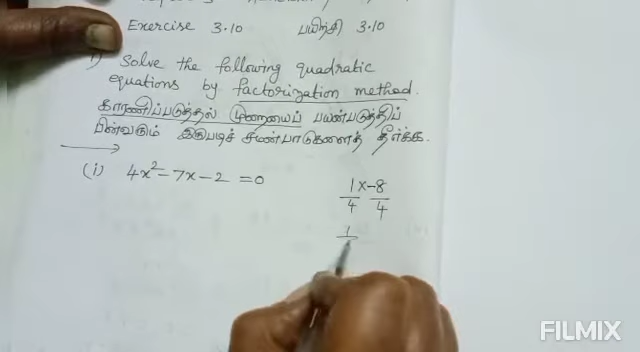 Exercise 3.10 பயிற்சி 3.10
1) Solve the following quadratic
equations by factorization method.
காரணிப்படுத்தல் முறையைப் பயன்படுத்திப்
பின்வரும் இருபடிச் சமன்பாடுகளைத் தீர்க்க.
(i) 4x² - 7x - 2 = 0
1 x -8
4 4
1
FILMIX